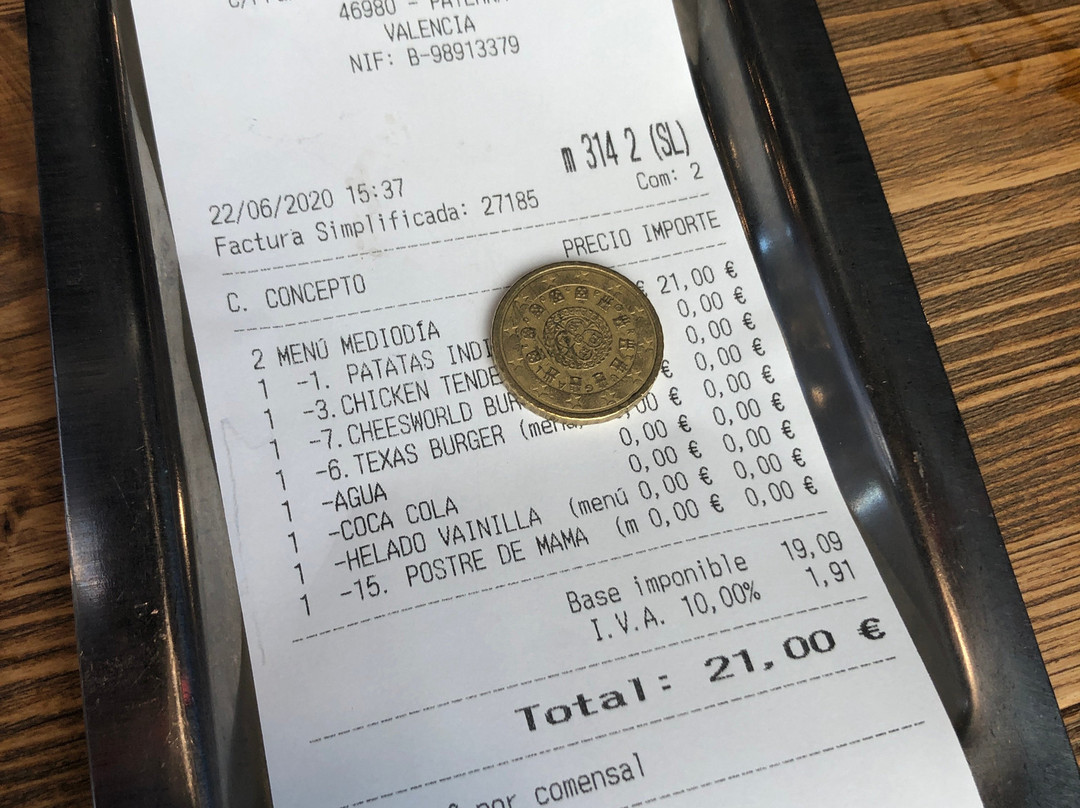 46980 - PATERNA
VALENCIA
NIF: B-98913379
m 314 2 (SL)
22/06/2020 15:37
Com: 2
Factura Simplificada: 27185
C. CONCEPTO PRECIO IMPORTE
2 MENÚ MEDIODÍA € 21,00 €
1 -1. PATATAS INDI 0,00 €
1 -3. CHICKEN TENDE 0,00 €
1 -7. CHEESWORLD BUR € 0,00 €
1 -6. TEXAS BURGER (menú 0,00 € 0,00 €
1 -AGUA 0,00 € 0,00 €
1 -COCA COLA 0,00 € 0,00 €
1 -HELADO VAINILLA (menú 0,00 € 0,00 €
1 -15. POSTRE DE MAMA (m 0,00 € 0,00 €
Base imponible 19,09
I.V.A. 10,00% 1,91
Total: 21,00 €
por comensal